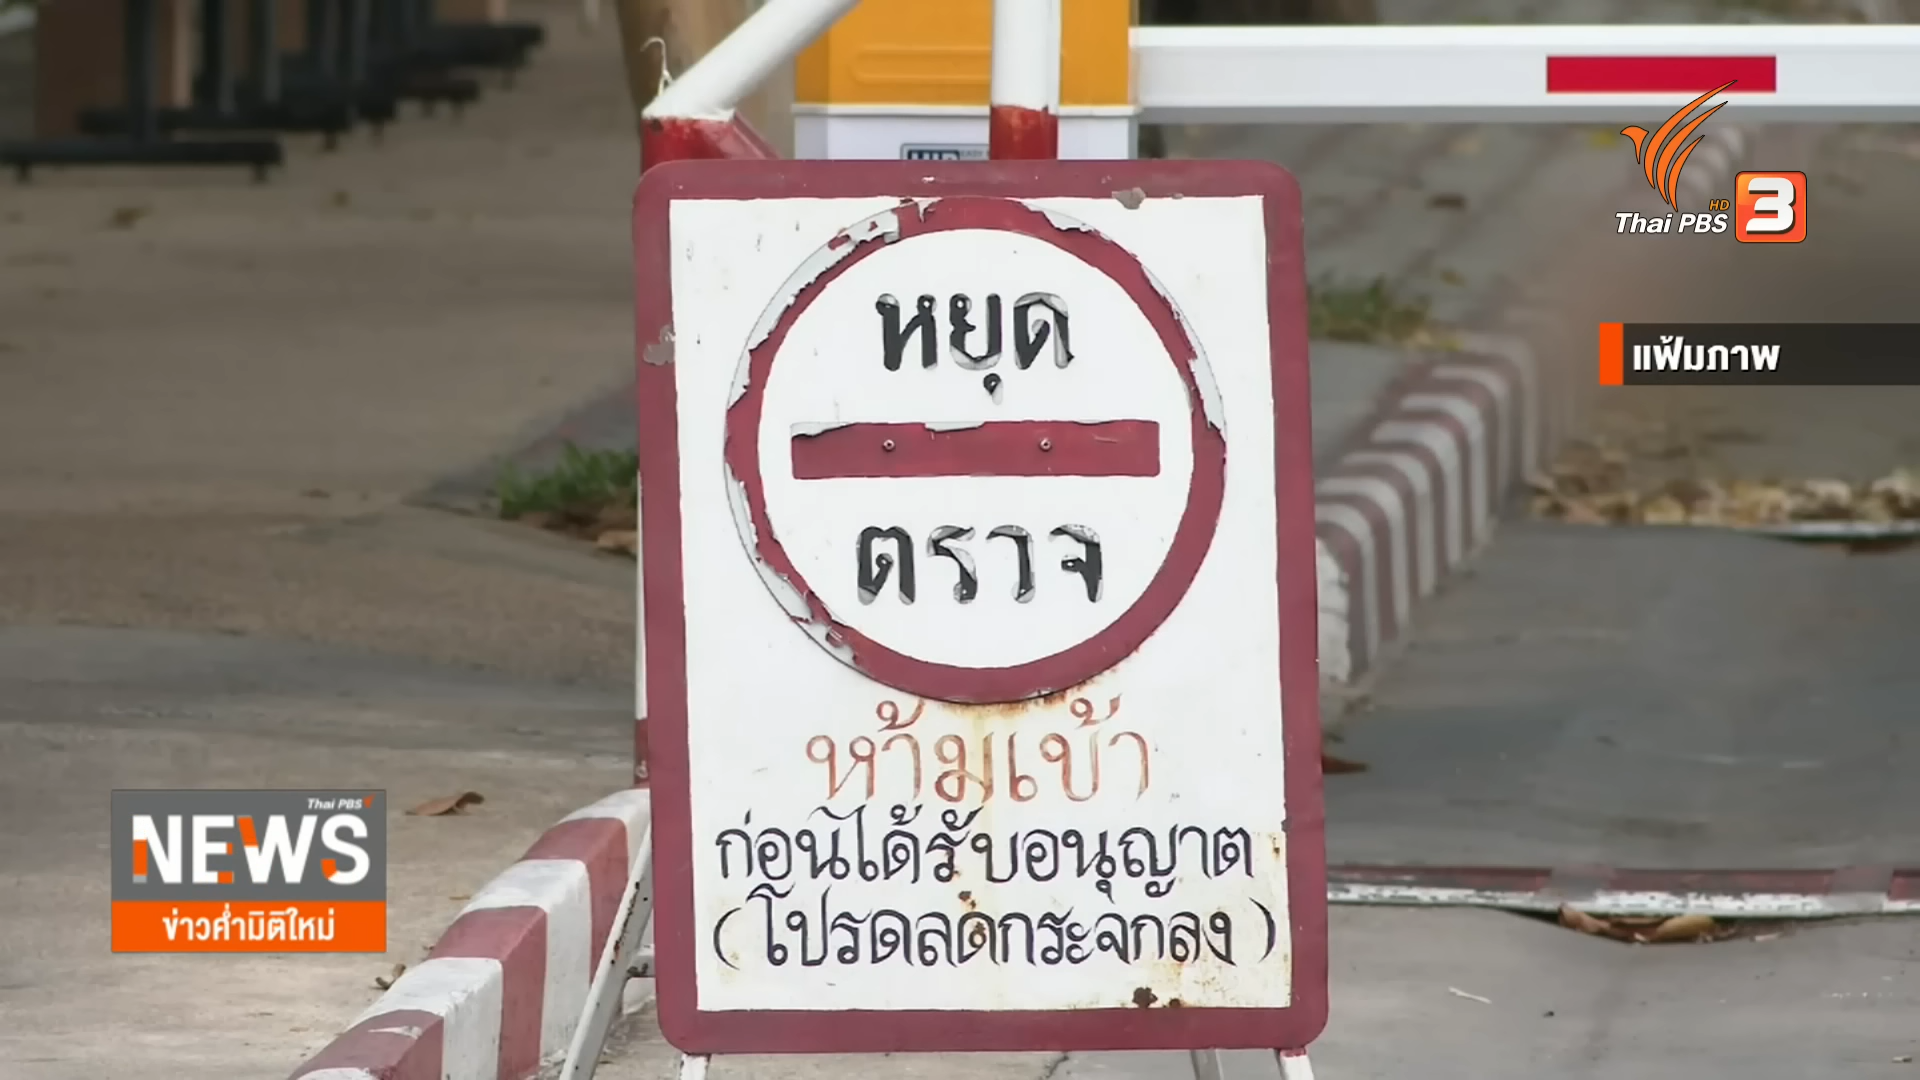 HIP
HD
Thai PBS 3
แฟ้มภาพ
หยุด
ตรวจ
ห้ามเข้า
ก่อนได้รับอนุญาต
(โปรดลดกระจกลง)
Thai PBS
NEWS
ข่าวค่ำมิติใหม่